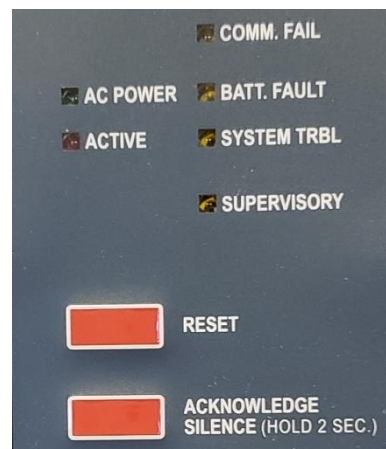 COMM. FAIL
AC POWER
BATT. FAULT
ACTIVE
SYSTEM TRBL
SUPERVISORY
RESET
ACKNOWLEDGE
SILENCE (HOLD 2 SEC.)